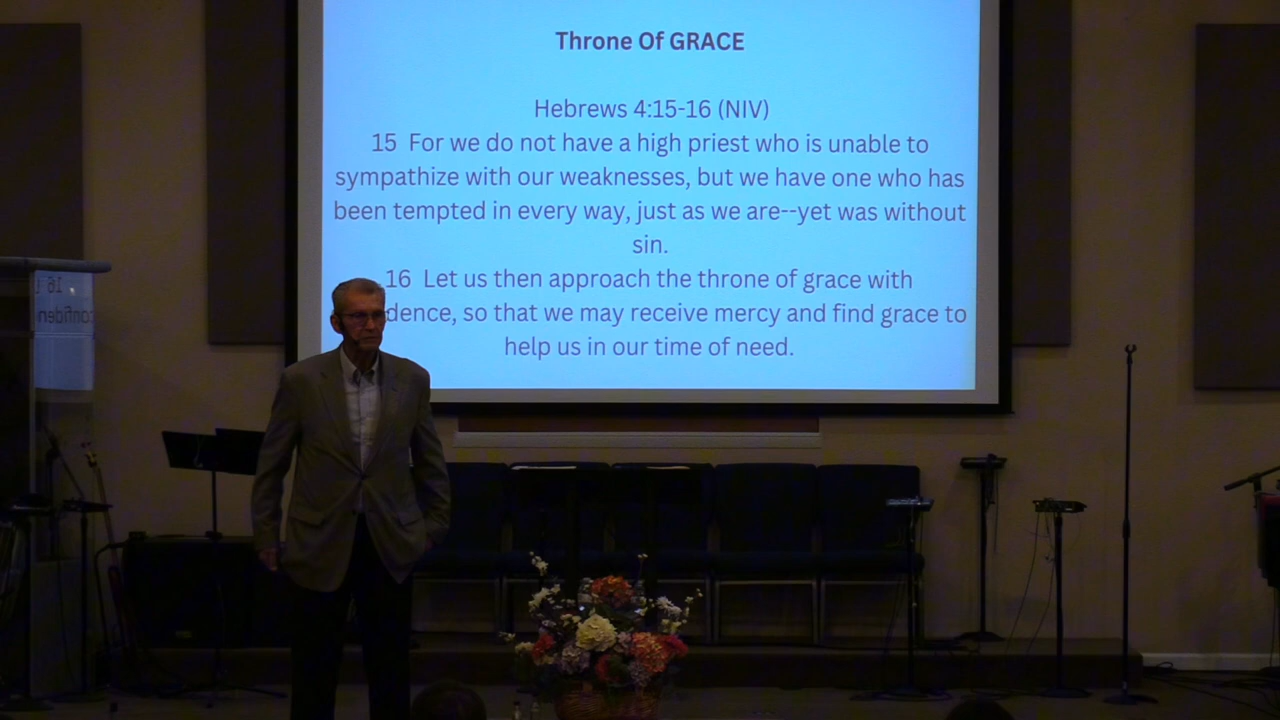 Throne Of GRACE
Hebrews 4:15-16 (NIV)
15 For we do not have a high priest who is unable to
sympathize with our weaknesses, but we have one who has
been tempted in every way, just as we are--yet was without
sin.
16 Let us then approach the throne of grace with
dence, so that we may receive mercy and find grace to
help us in our time of need.
16
confiden